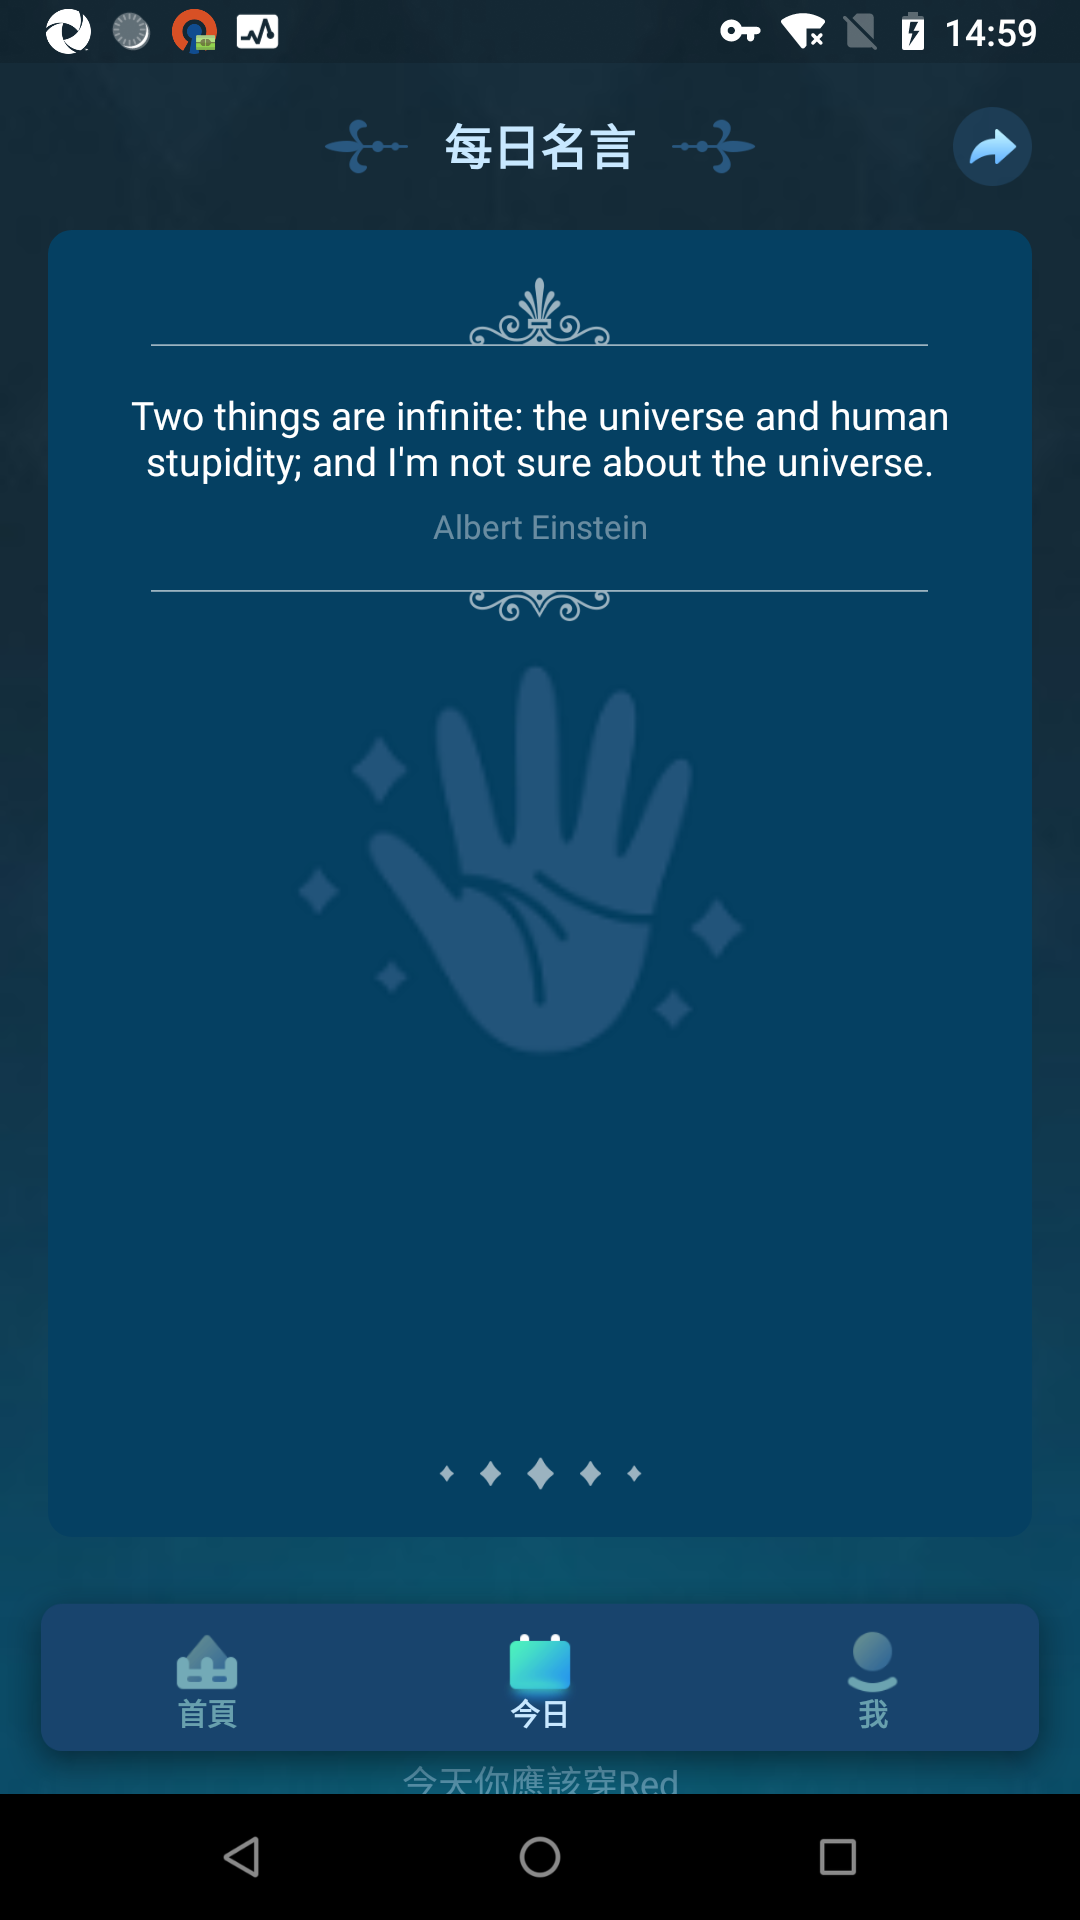 14:59
每日名言
Two things are infinite: the universe and human
stupidity; and I'm not sure about the universe.
Albert Einstein
首頁
今日
我
今天你應該穿Red